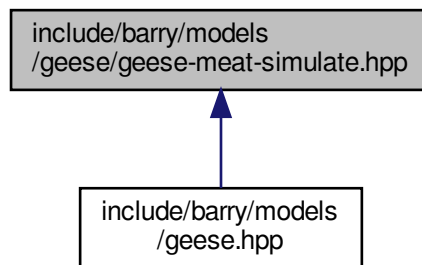 include/barry/models
/geese/geese-meat-simulate.hpp
include/barry/models
/geese.hpp